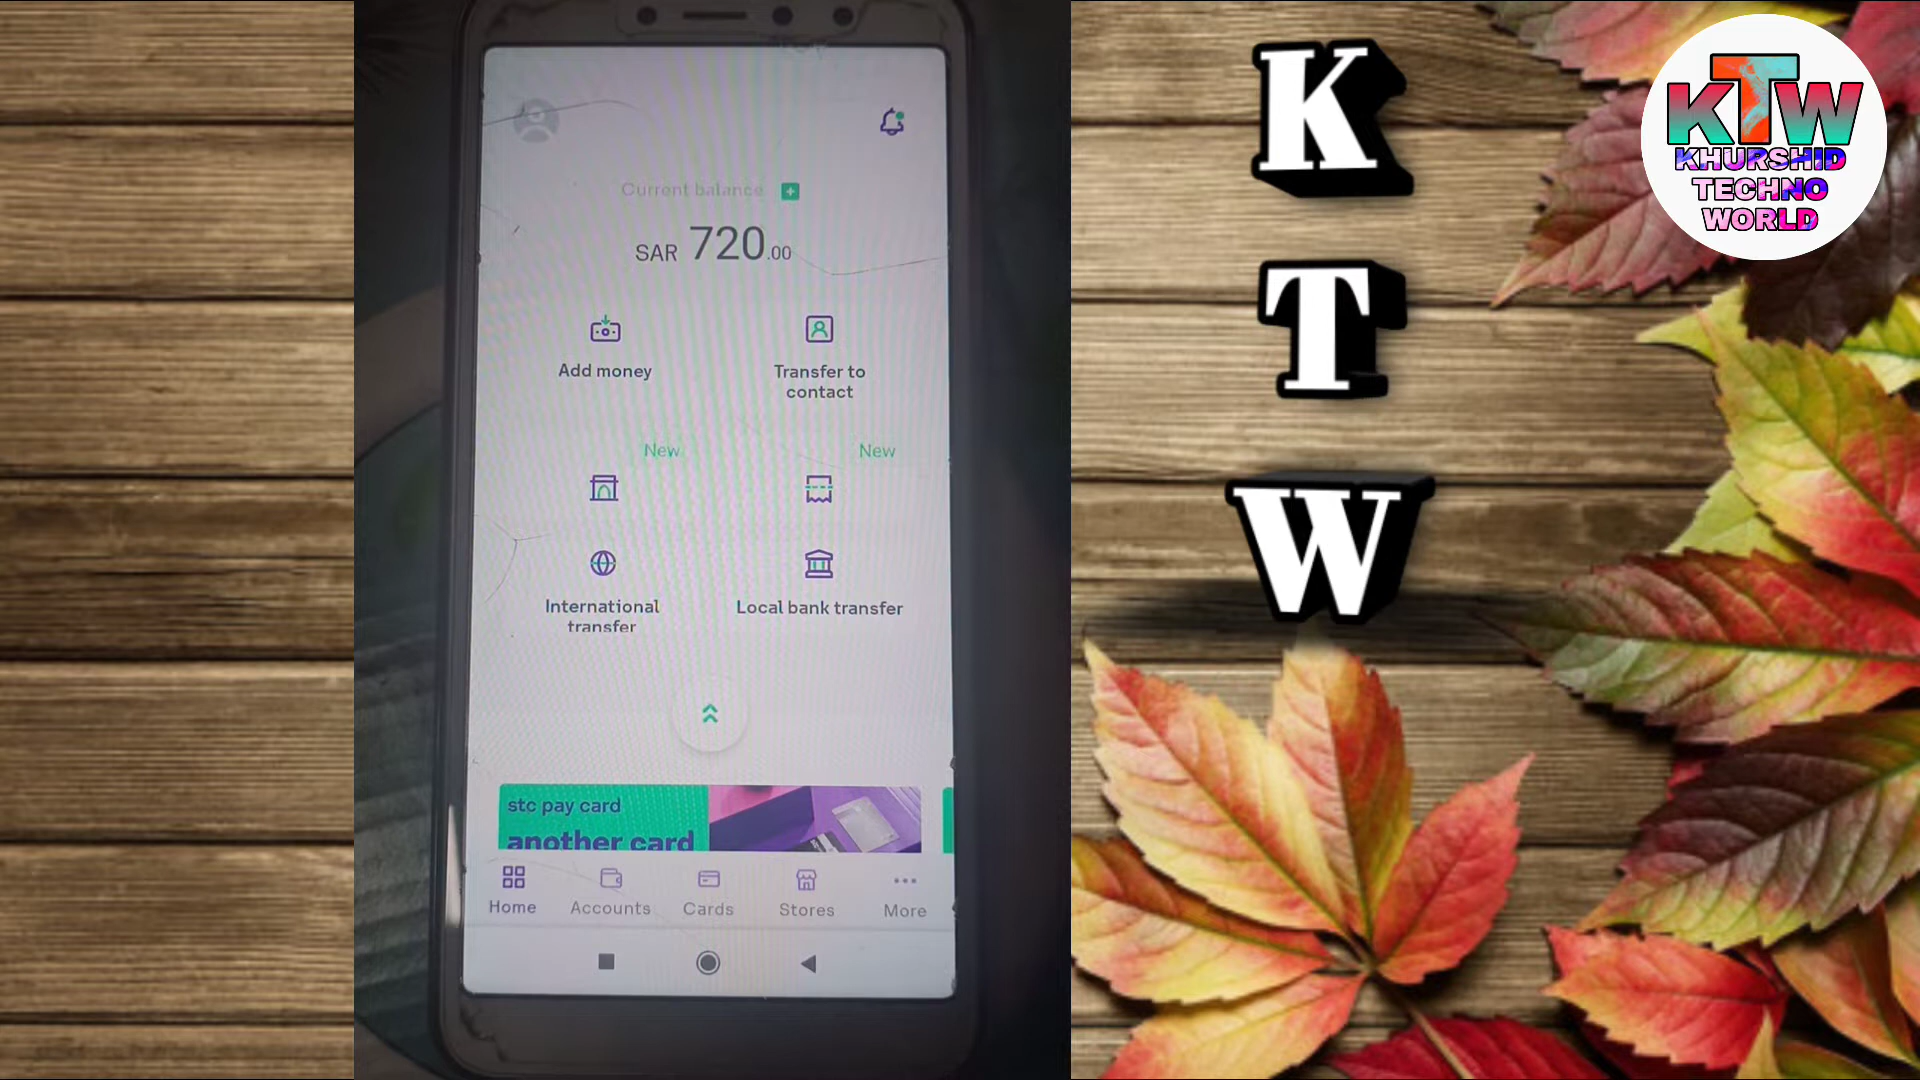 Current balance
SAR 720.00
Add money
Transfer to
contact
New
New
International
transfer
Local bank transfer
stc pay card
another card
Home
Accounts
Cards
Stores
More
K
T
W
KTW
KHURSHID
TECHNO
WORLD